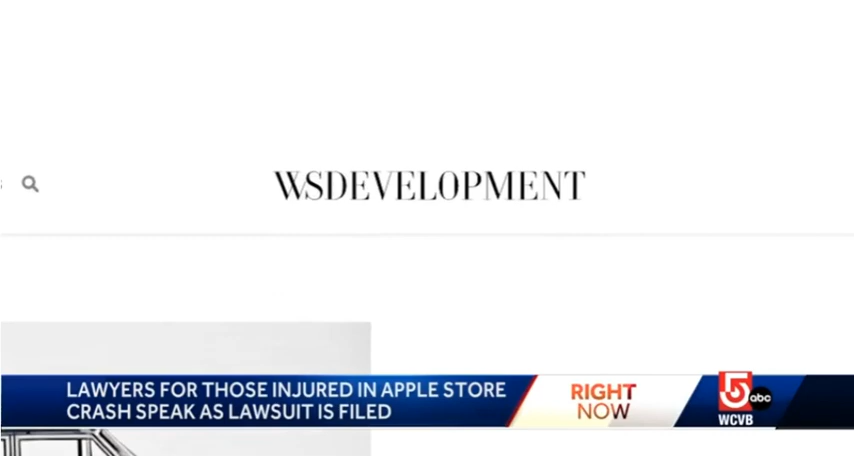 WSDEVELOPMENT
LAWYERS FOR THOSE INJURED IN APPLE STORE
CRASH SPEAK AS LAWSUIT IS FILED
RIGHT
NOW
5
abc
WCVB